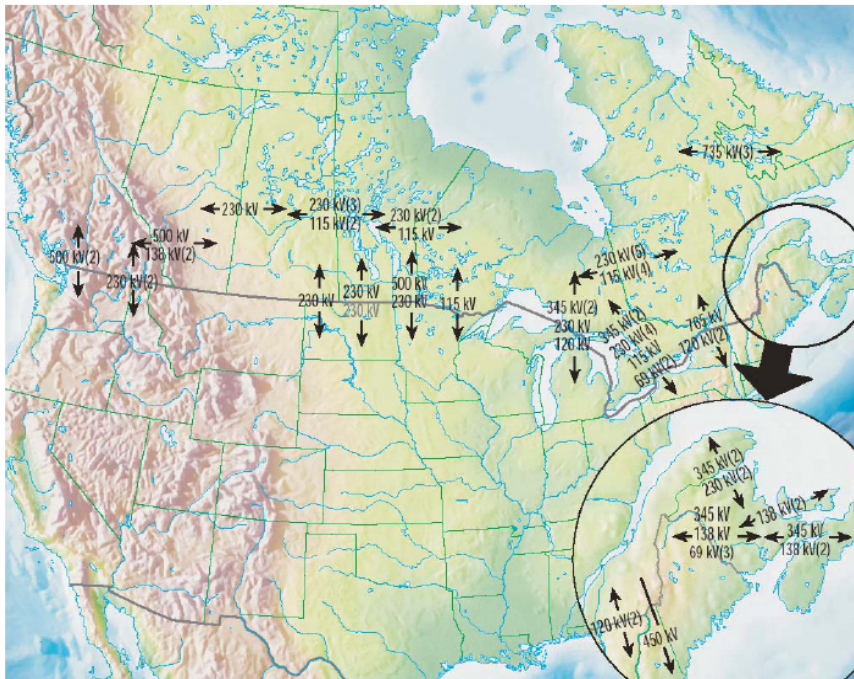 735 kV(3)
230 kV
230 kV(3)
115 kV(2)
230 kV(2)
115 kV
500 kV(2)
500 kV
138 kV(2)
230 kV(2)
230 kV(5)
115 kV(4)
230 kV
230 kV
230 kV
500 kV
230 kV
115 kV
345 kV(2)
230 kV
120 kV
345 kV(2)
230 kV(4)
115 kV
69 kV(2)
765 kV
120 kV(2)
345 kV(2)
230 kV(2)
138 kV(2)
345 kV
138 kV
69 kV(3)
345 kV
138 kV(2)
120 kV(2)
450 kV